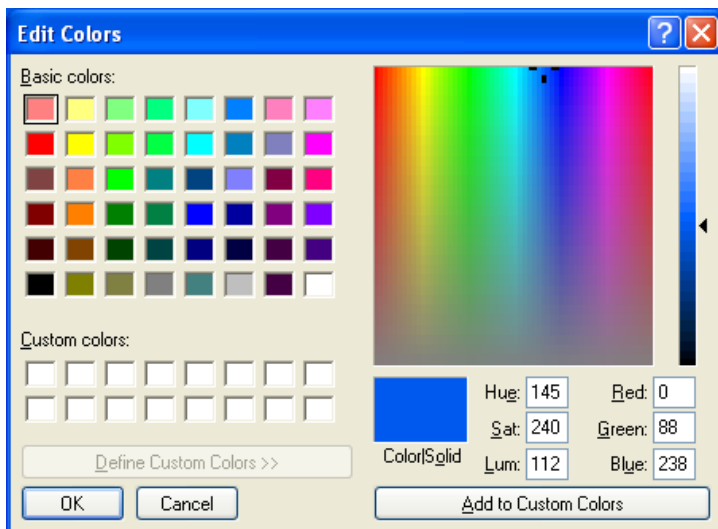 Edit Colors
Basic colors:
Custom colors:
Define Custom Colors >>
OK Cancel
Color|Solid
Hue: 145 Red: 0
Sat: 240 Green: 88
Lum: 112 Blue: 238
Add to Custom Colors